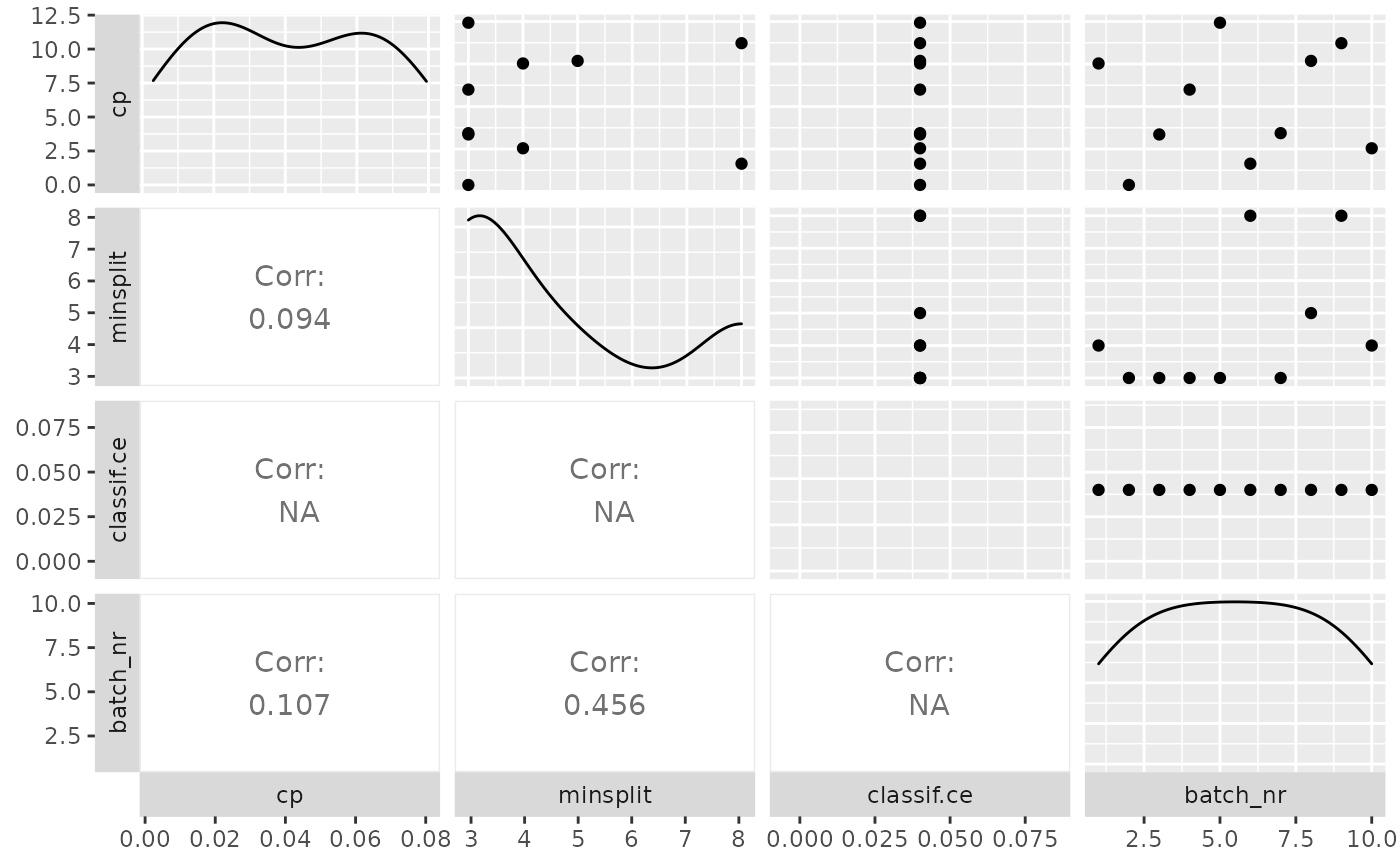 12.5
10.0
7.5
5.0
2.5
0.0
cp
8
7
6
5
4
3
minsplit
Corr:
0.094
0.075
0.050
0.025
0.000
classif.ce
Corr:
NA
Corr:
NA
10.0
7.5
5.0
2.5
batch_nr
Corr:
0.107
Corr:
0.456
Corr:
NA
cp minsplit classif.ce batch_nr
0.00 0.02 0.04 0.06 0.08 3 4 5 6 7 8 0.000 0.025 0.050 0.075 2.5 5.0 7.5 10.0